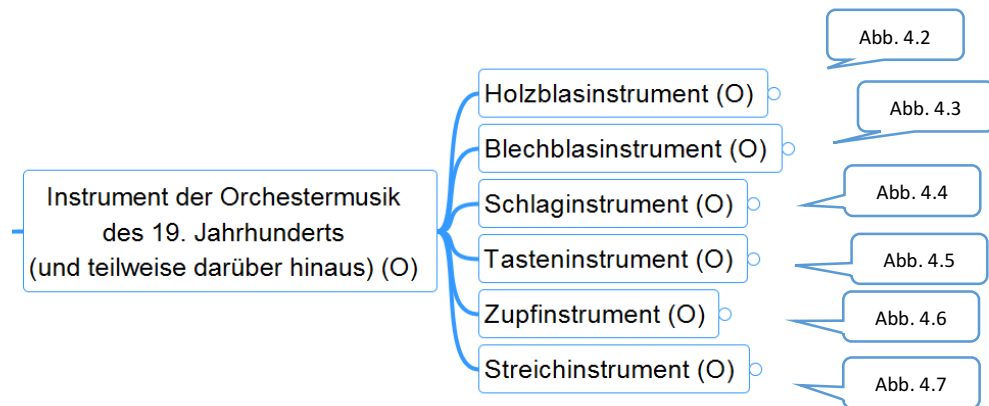 Instrument der Orchestermusik
des 19. Jahrhunderts
(und teilweise darüber hinaus) (O)
Holzblasinstrument (O)
Abb. 4.2
Blechblasinstrument (O)
Abb. 4.3
Schlaginstrument (O)
Abb. 4.4
Tasteninstrument (O)
Abb. 4.5
Zupfinstrument (O)
Abb. 4.6
Streichinstrument (O)
Abb. 4.7